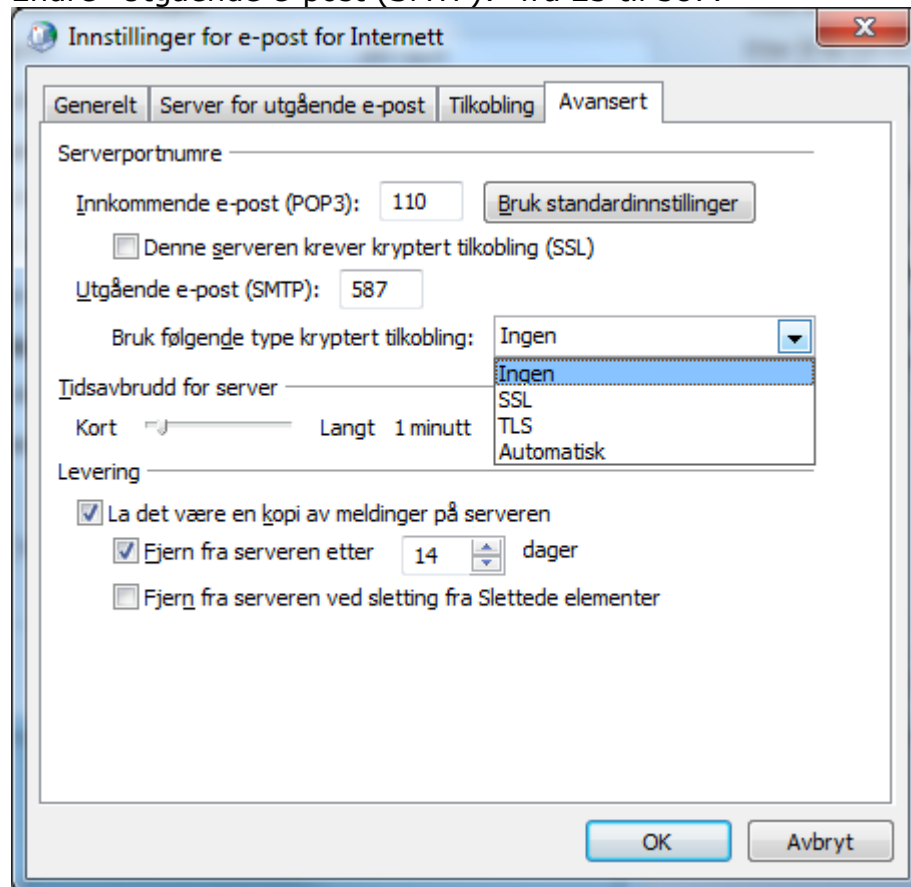 Innstillinger for e-post for Internett
Generelt Server for utgående e-post Tilkobling Avansert
Serverportnumre
Innkommende e-post (POP3): 110 Bruk standardinnstillinger
Denne serveren krever kryptert tilkobling (SSL)
Utgående e-post (SMTP): 587
Bruk følgende type kryptert tilkobling: Ingen
Ingen
SSL
TLS
Automatisk
Tidsavbrudd for server
Kort Langt 1 minutt
Levering
La det være en kopi av meldinger på serveren
Fjern fra serveren etter 14 dager
Fjern fra serveren ved sletting fra Slettede elementer
OK Avbryt